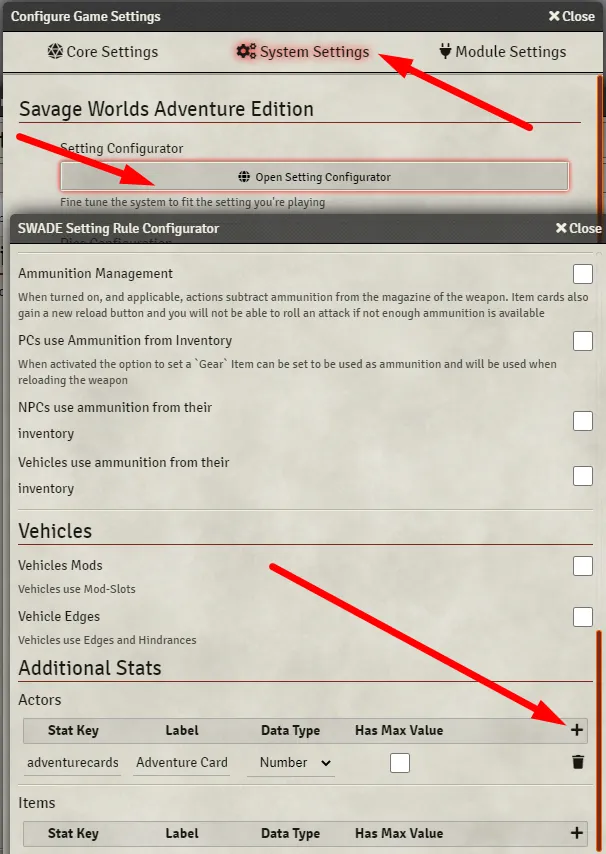 Configure Game Settings
Close
Core Settings
System Settings
Module Settings
Savage Worlds Adventure Edition
Setting Configurator
Open Setting Configurator
Fine tune the system to fit the setting you're playing
SWADE Setting Rule Configurator
Close
Ammunition Management
When turned on, and applicable, actions subtract ammunition from the magazine of the weapon. Item cards also
gain a new reload button and you will not be able to roll an attack if not enough ammunition is available
PCs use Ammunition from Inventory
When activated the option to set a `Gear` Item can be set to be used as ammunition and will be used when
reloading the weapon
NPCs use ammunition from their
inventory
Vehicles use ammunition from their
inventory
Vehicles
Vehicles Mods
Vehicles use Mod-Slots
Vehicle Edges
Vehicles use Edges and Hindrances
Additional Stats
Actors
Stat Key Label Data Type Has Max Value
adventurecards Adventure Card Number
Items
Stat Key Label Data Type Has Max Value